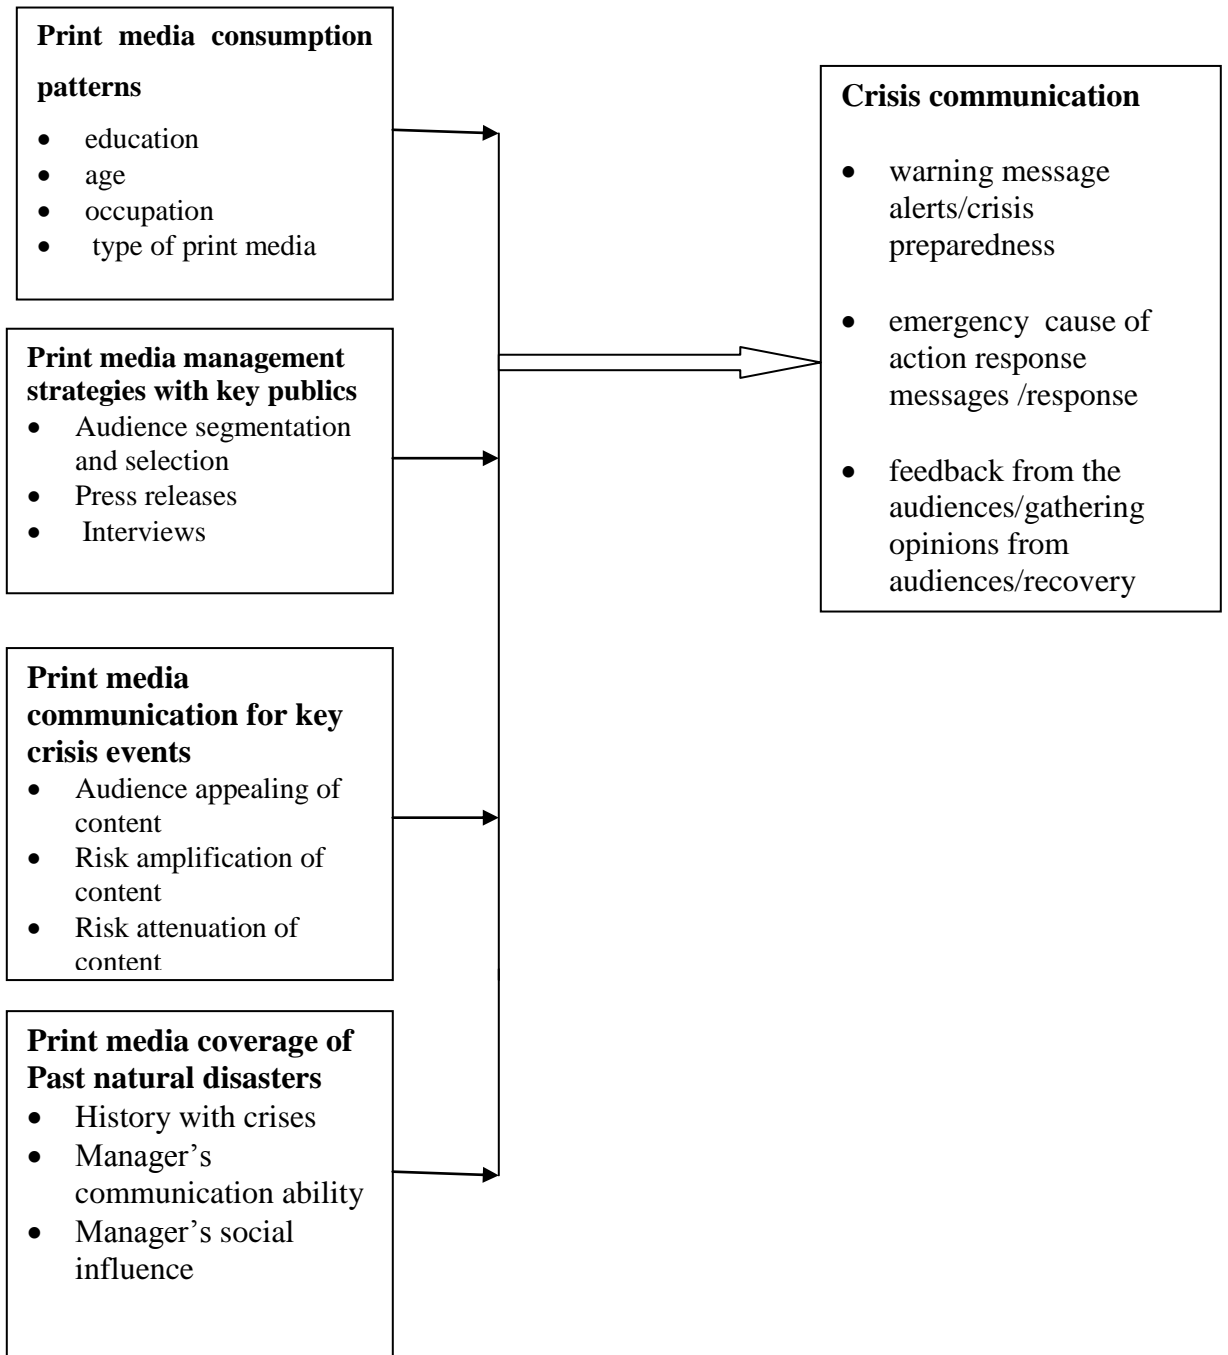 Print media consumption
patterns
• education
• age
• occupation
• type of print media
Print media management
strategies with key publics
• Audience segmentation
and selection
• Press releases
• Interviews
Print media
communication for key
crisis events
• Audience appealing of
content
• Risk amplification of
content
• Risk attenuation of
content
Print media coverage of
Past natural disasters
• History with crises
• Manager’s
communication ability
• Manager’s social
influence
Crisis communication
• warning message
alerts/crisis
preparedness
• emergency cause of
action response
messages /response
• feedback from the
audiences/gathering
opinions from
audiences/recovery